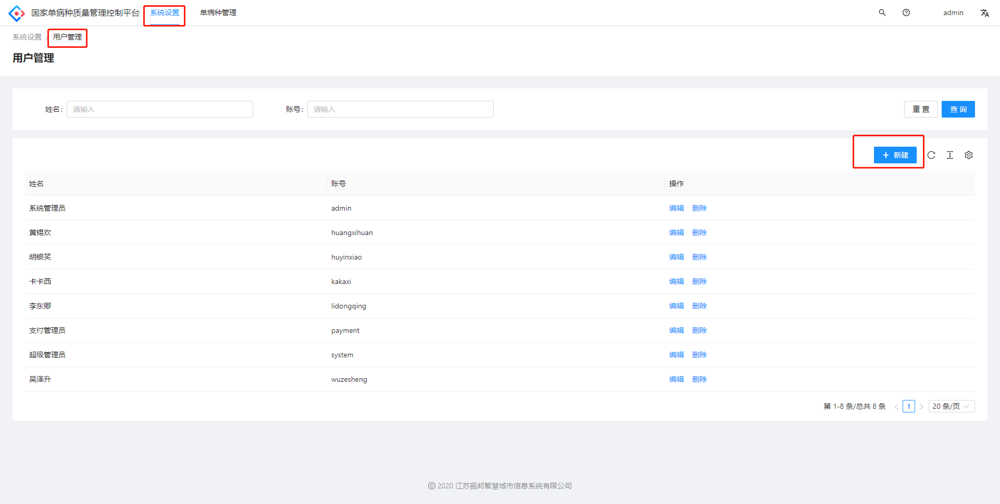 国家单病种质量管理控制平台 系统设置 单病种管理 admin
系统设置 / 用户管理
用户管理
姓名: 请输入 账号: 请输入 重 置 查 询
+ 新建
姓名 账号 操作
系统管理员 admin 编辑 删除
黄锡欢 huangxihuan 编辑 删除
胡银笑 huyinxiao 编辑 删除
卡卡西 kakaxi 编辑 删除
李东卿 lidongqing 编辑 删除
支付管理员 payment 编辑 删除
超级管理员 system 编辑 删除
吴泽升 wuzesheng 编辑 删除
第 1-8 条/总共 8 条 < 1 > 20 条/页
© 2020 江苏振邦智慧城市信息系统有限公司